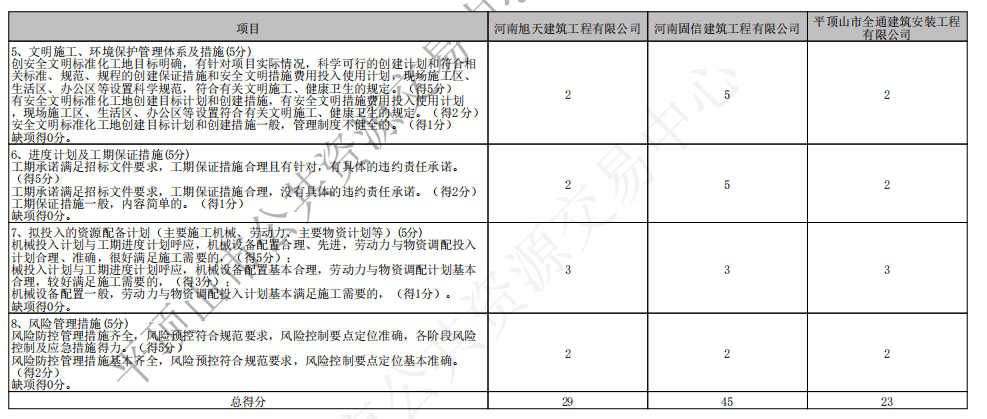 项目 河南旭天建筑工程有限公司 河南固信建筑工程有限公司 平顶山市全通建筑安装工程
有限公司
5、文明施工、环境保护管理体系及措施(5分)
创安全文明标准化工地目标明确，有针对项目实际情况，科学可行的创建计划和符合相
关标准、规范、规程的创建保证措施和安全文明措施费用投入使用计划，现场施工区、
生活区、办公区等设置科学规范，符合有关文明施工、健康卫生的规定。（得5分）
有安全文明标准化工地创建目标计划和创建措施，有安全文明措施费用投入使用计划
，现场施工区、生活区、办公区等设置符合有关文明施工、健康卫生的规定。（得2 分）
安全文明标准化工地创建目标计划和创建措施一般，管理制度不健全的。（得1分）
缺项得0分。
2 5 2
6、进度计划及工期保证措施(5分)
工期承诺满足招标文件要求，工期保证措施合理且有针对，有具体的违约责任承诺。
（得5分）
工期承诺满足招标文件要求，工期保证措施合理，没有具体的违约责任承诺。（得2分）
工期保证措施一般，内容简单的。（得1分）
缺项得0分。
2 5 2
7、拟投入的资源配备计划（主要施工机械、劳动力、主要物资计划等）(5分)
机械投入计划与工期进度计划呼应，机械设备配置合理、先进，劳动力与物资调配投入
计划合理、准确，很好满足施工需要的，（得5分）；
械投入计划与工期进度计划呼应，机械设备配置基本合理，劳动力与物资调配计划基本
合理，较好满足施工需要的，（得3分）；
机械设备配置一般，劳动力与物资调配投入计划基本满足施工需要的，（得1分）。
缺项得0分。
3 3 3
8、风险管理措施(5分)
风险防控管理措施齐全，风险预控符合规范要求，风险控制要点定位准确，各阶段风险
控制及应急措施得力。（得5分）
风险防控管理措施基本齐全，风险预控符合规范要求，风险控制要点定位基本准确。
（得2分）
缺项得0分。
2 2 2
总得分 29 45 23
平顶山市公共资源交易中心
市公共资源交易中心